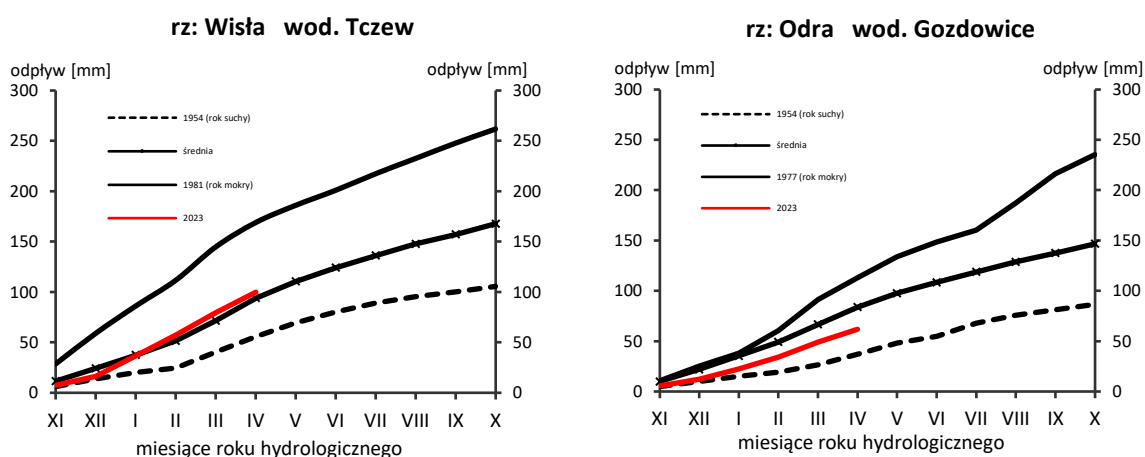 rz: Wisła wod. Tczew
odpływ [mm]
odpływ [mm]
300
250
200
150
100
50
0
1954 (rok suchy)
średnia
1981 (rok mokry)
2023
300
250
200
150
100
50
0
XI XII I II III IV V VI VII VIII IX X
miesiące roku hydrologicznego
rz: Odra wod. Gozdowice
odpływ [mm]
odpływ [mm]
300
250
200
150
100
50
0
1954 (rok suchy)
średnia
1977 (rok mokry)
2023
300
250
200
150
100
50
0
XI XII I II III IV V VI VII VIII IX X
miesiące roku hydrologicznego